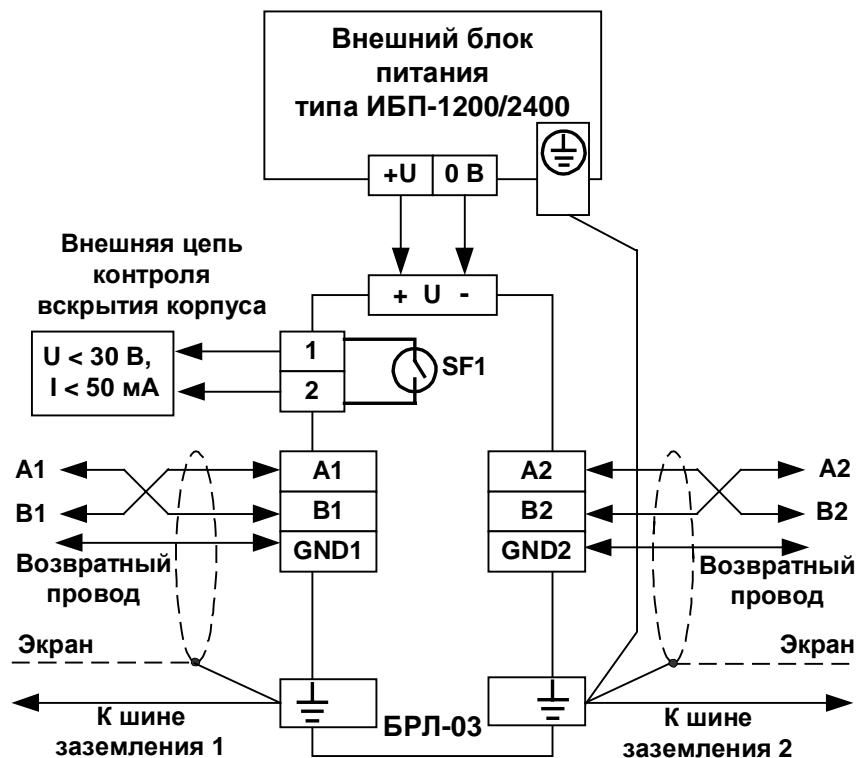 Внешний блок
питания
типа ИБП-1200/2400
+U
0 В
Внешняя цепь
контроля
вскрытия корпуса
+ U -
U < 30 В,
I < 50 мА
1
2
SF1
A1
B1
A1
B1
GND1
Возвратный
провод
Экран
A2
B2
GND2
A2
B2
Возвратный
провод
Экран
К шине
заземления 1
БРЛ-03
К шине
заземления 2